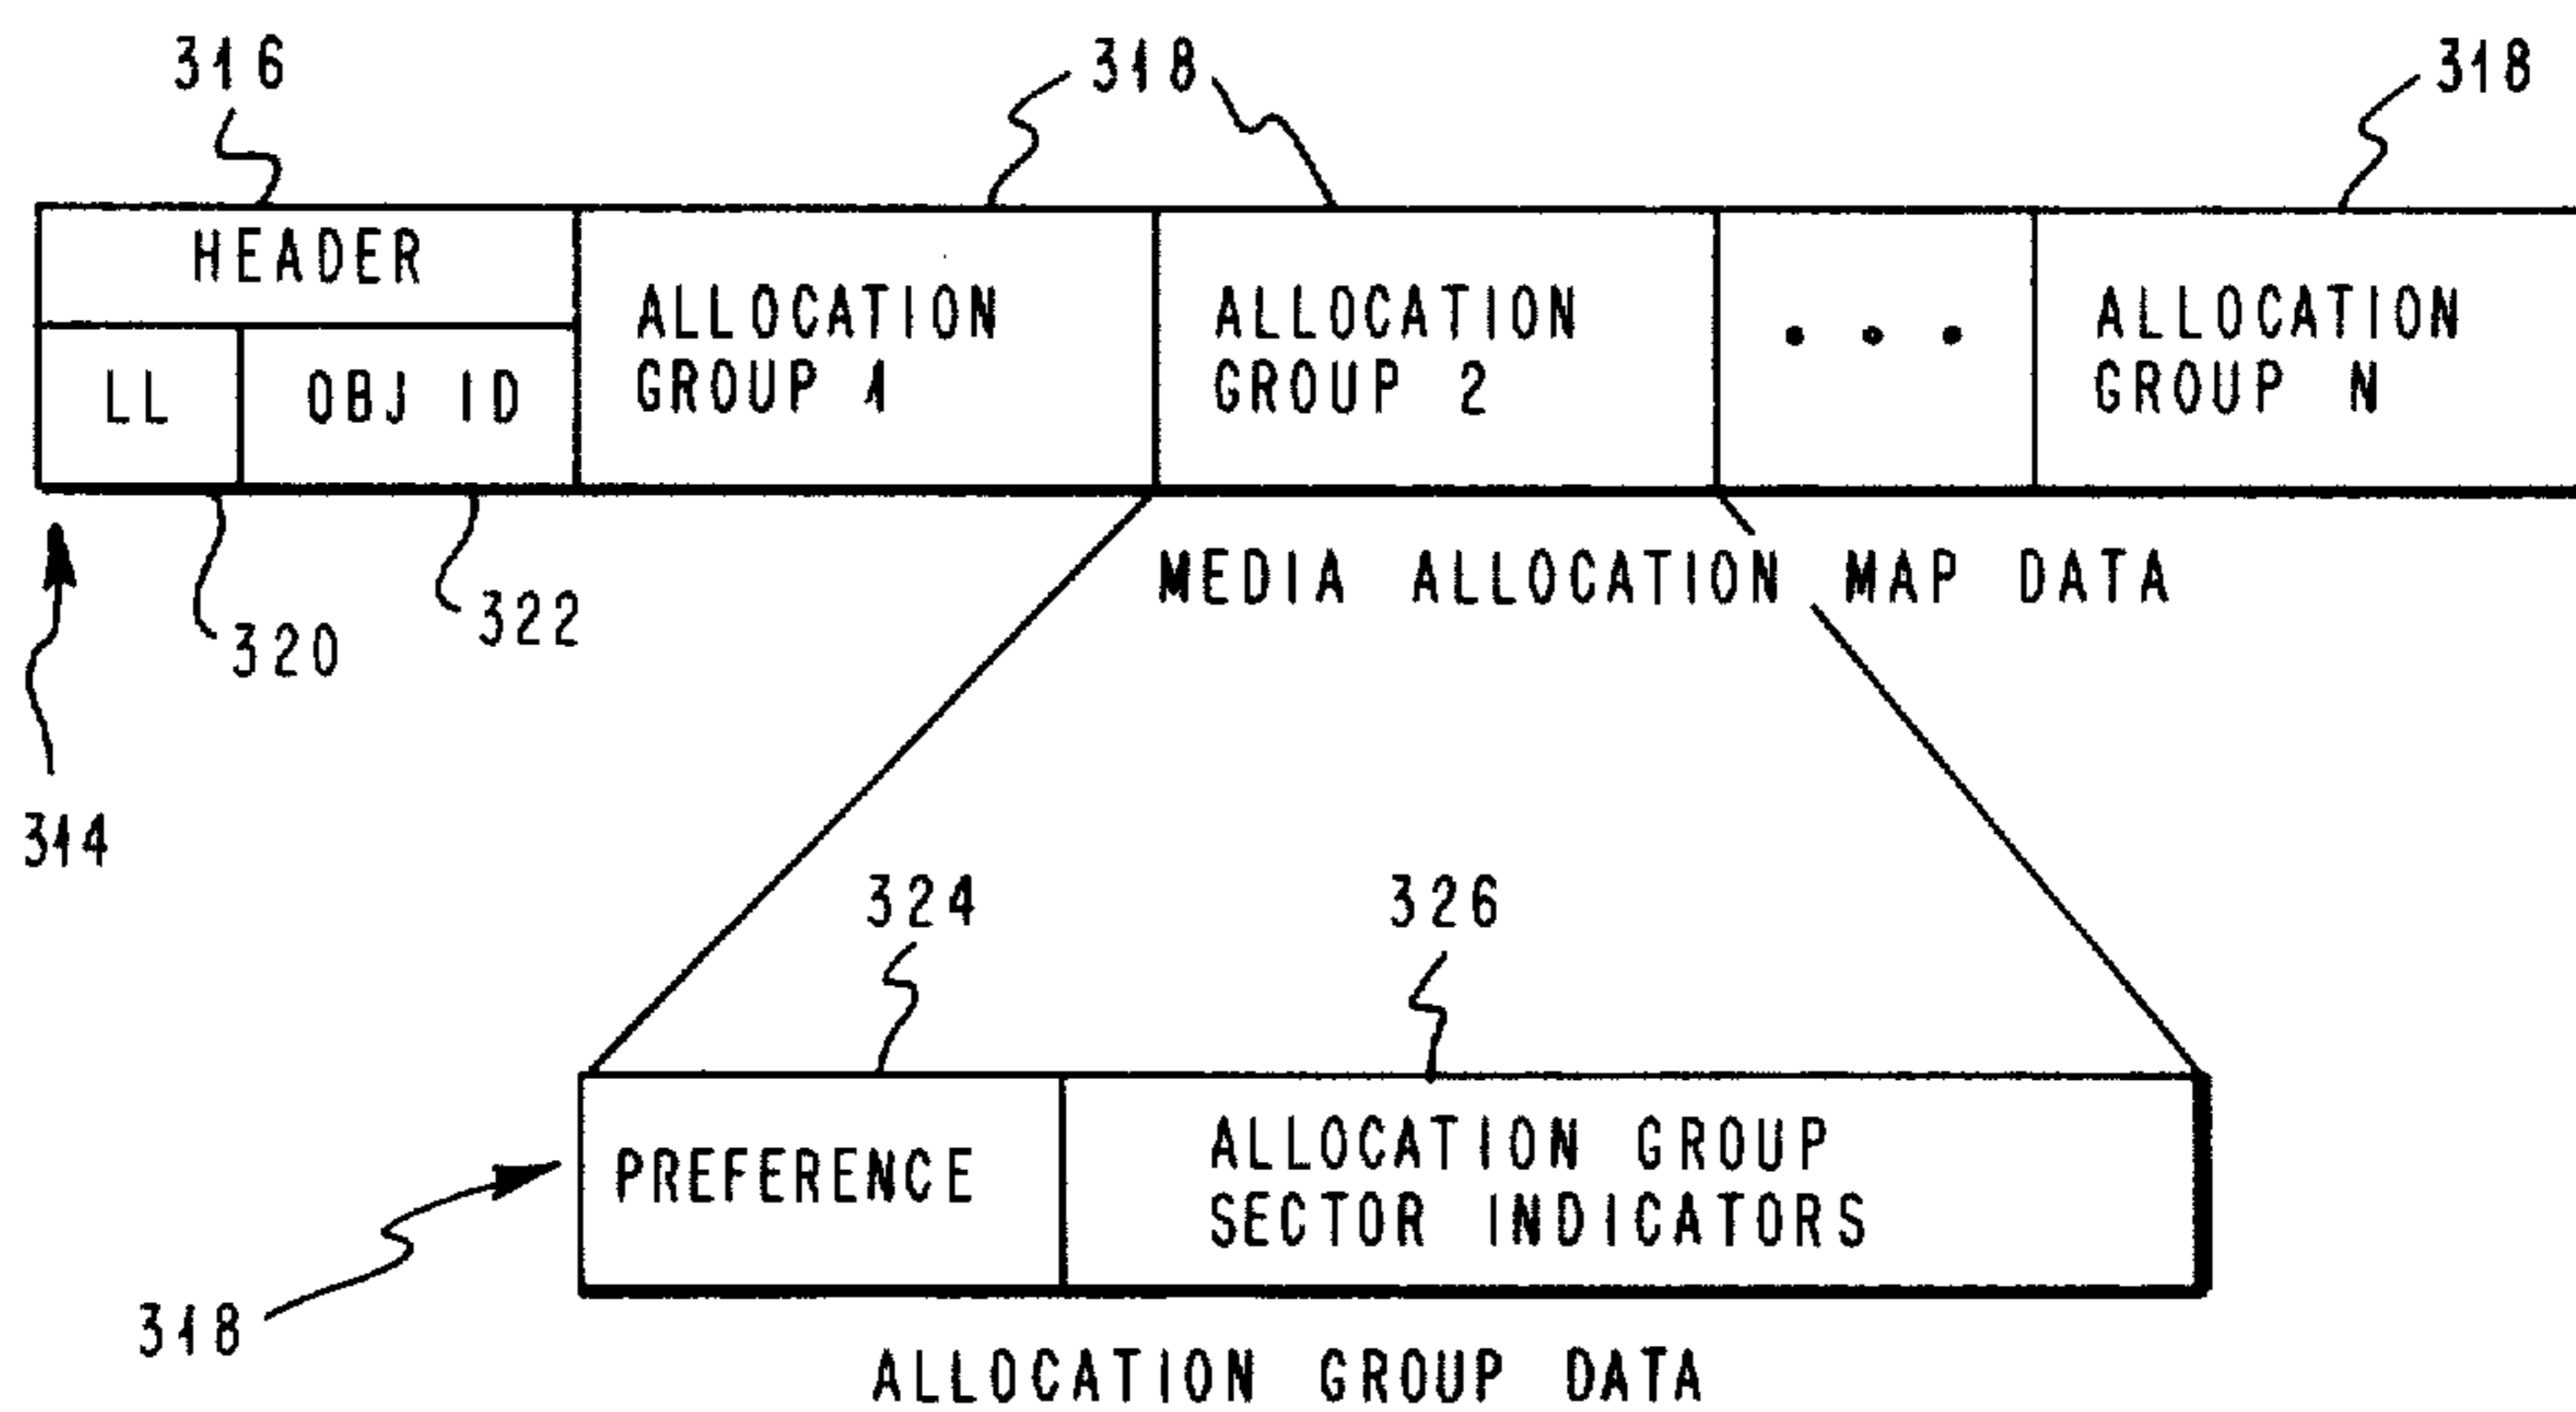 316
318
318
HEADER
LL
OBJ ID
ALLOCATION
GROUP 1
ALLOCATION
GROUP 2
• • •
ALLOCATION
GROUP N
320
322
314
MEDIA ALLOCATION MAP DATA
324
326
PREFERENCE
ALLOCATION GROUP
SECTOR INDICATORS
318
ALLOCATION GROUP DATA